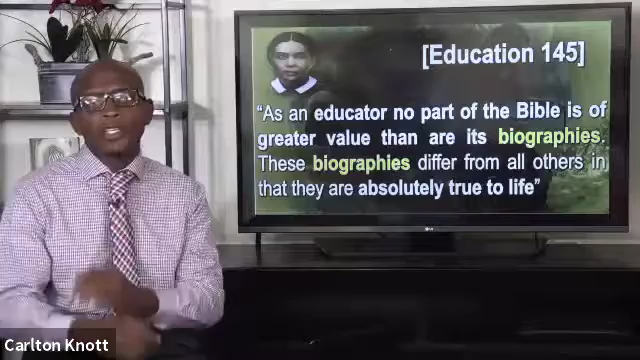 [Education 145]
“As an educator no part of the Bible is of
greater value than are its biographies.
These biographies differ from all others in
that they are absolutely true to life”
LG
Carlton Knott